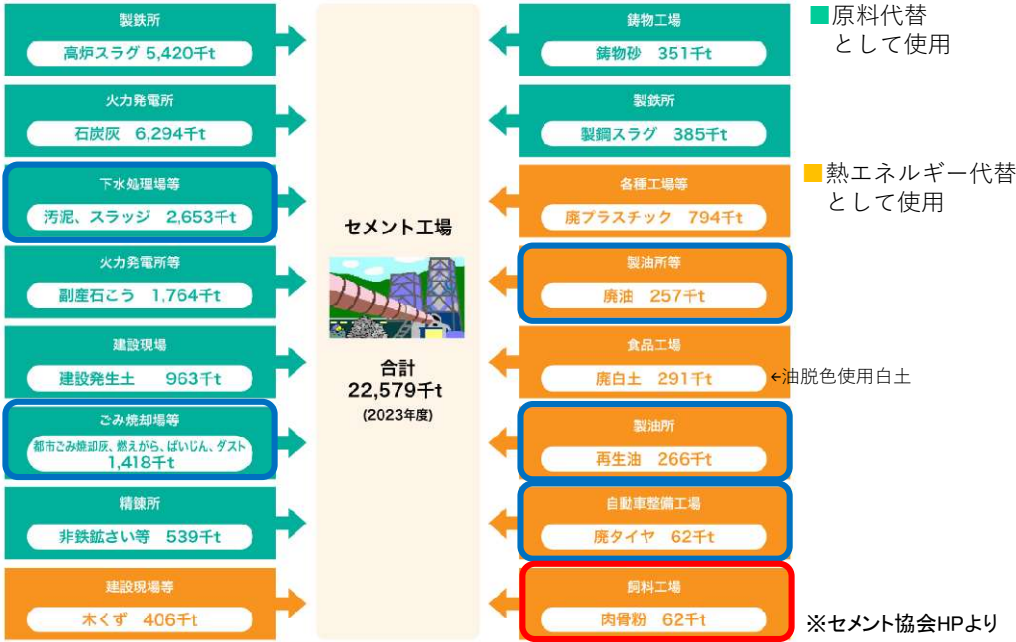 製鉄所
高炉スラグ 5,420千t
火力発電所
石炭灰 6,294千t
下水処理場等
汚泥、スラッジ 2,653千t
火力発電所等
副産石こう 1,764千t
建設現場
建設発生土 963千t
ごみ焼却場等
都市ごみ焼却灰、燃えがら、ばいじん、ダスト
1,418千t
精錬所
非鉄鉱さい等 539千t
建設現場等
木くず 406千t
セメント工場
合計
22,579千t
(2023年度)
鋳物工場
鋳物砂 351千t
製鉄所
製鋼スラグ 385千t
各種工場等
廃プラスチック 794千t
製油所等
廃油 257千t
食品工場
廃白土 291千t
←油脱色使用白土
製油所
再生油 266千t
自動車整備工場
廃タイヤ 62千t
飼料工場
肉骨粉 62千t
■原料代替
として使用
■熱エネルギー代替
として使用
※セメント協会HPより